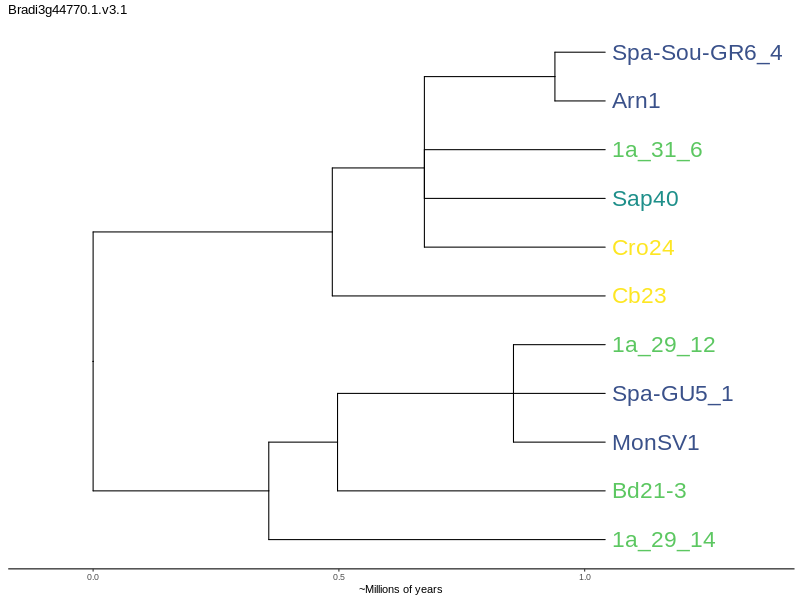 Bradi3g44770.1.v3.1
Spa-Sou-GR6_4
Arn1
1a_31_6
Sap40
Cro24
Cb23
1a_29_12
Spa-GU5_1
MonSV1
Bd21-3
1a_29_14
0.0 0.5 1.0
~Millions of years